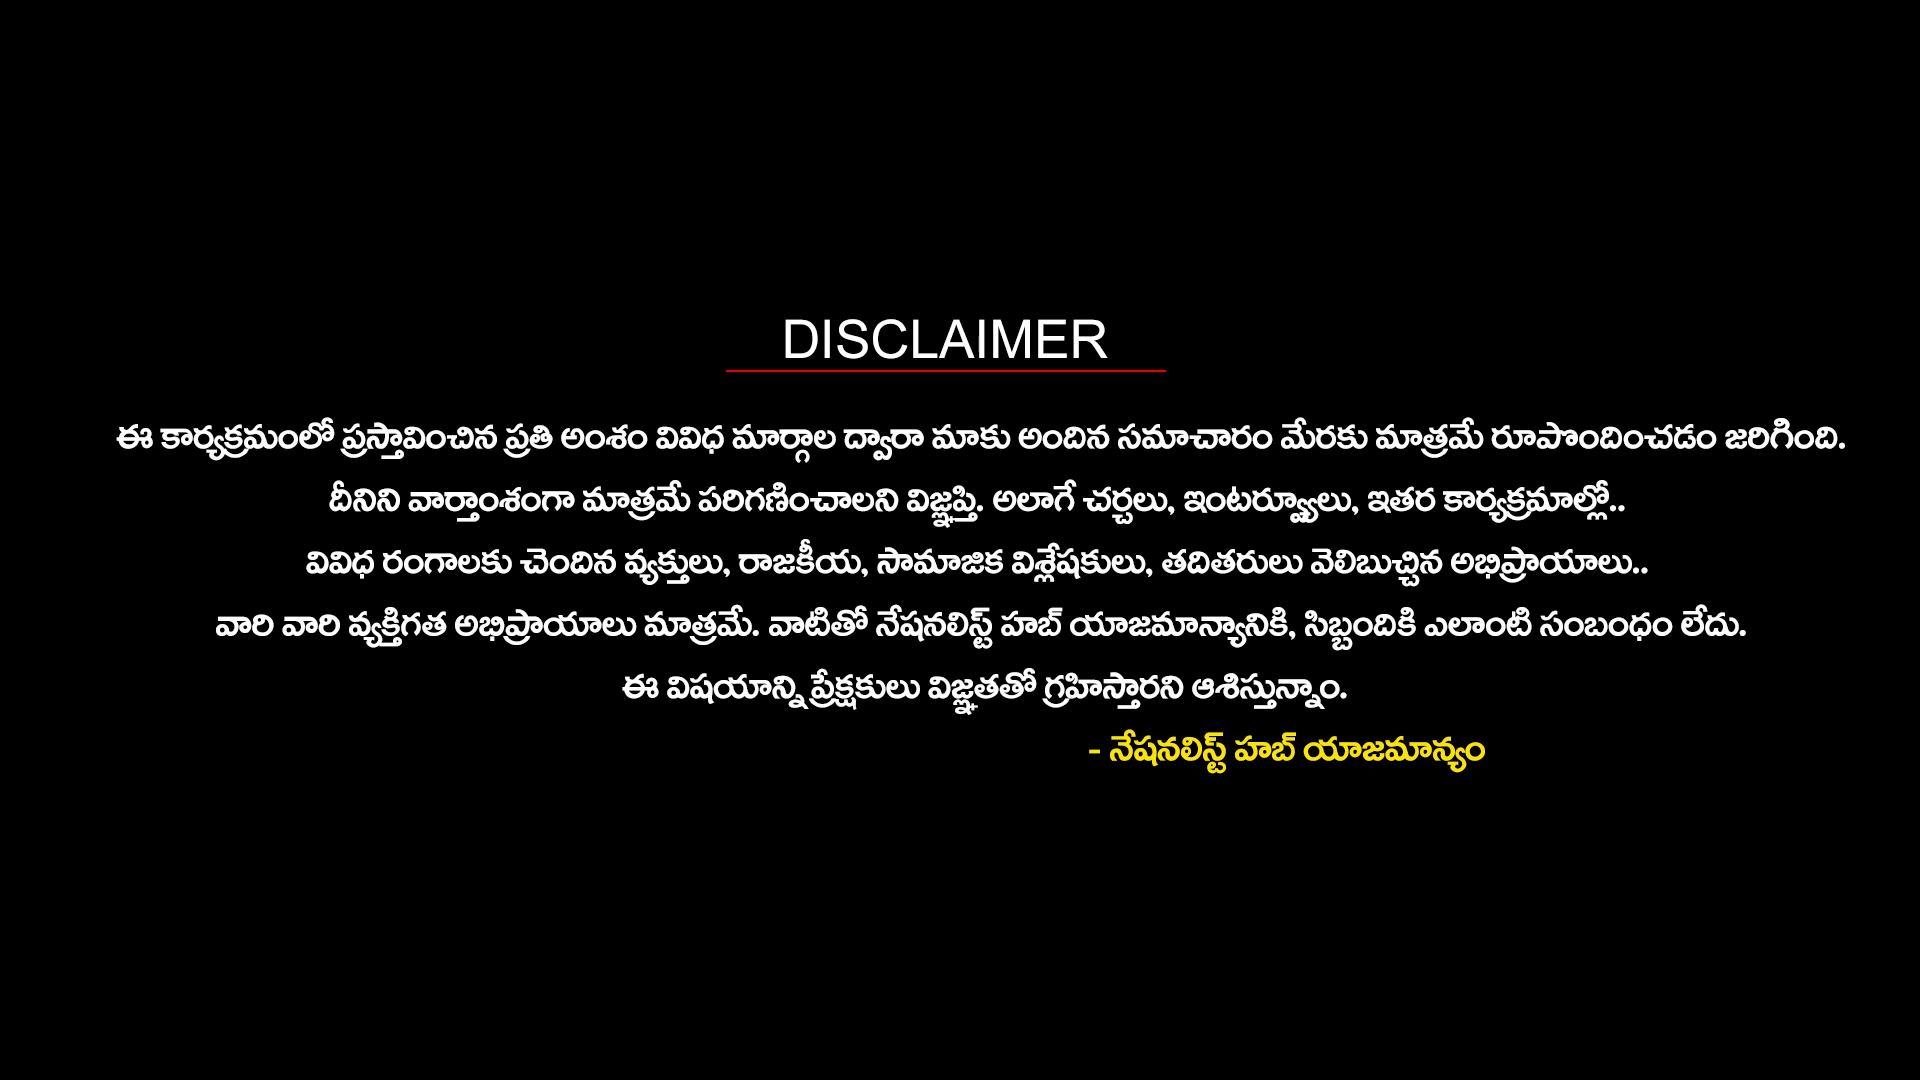 DISCLAIMER
ఈ కార్యక్రమంలో ప్రస్తావించిన ప్రతి అంశం వివిధ మార్గాల ద్వారా మాకు అందిన సమాచారం మేరకు మాత్రమే రూపొందించడం జరిగింది.
దీనిని వార్తాంశంగా మాత్రమే పరిగణించాలని విజ్ఞప్తి. అలాగే చర్చలు, ఇంటర్వ్యూలు, ఇతర కార్యక్రమాల్లో..
వివిధ రంగాలకు చెందిన వ్యక్తులు, రాజకీయ, సామాజిక విశ్లేషకులు, తదితరులు వెలిబుచ్చిన అభిప్రాయాలు..
వారి వారి వ్యక్తిగత అభిప్రాయాలు మాత్రమే. వాటితో నేషనలిస్ట్ హబ్ యాజమాన్యానికి, సిబ్బందికి ఎలాంటి సంబంధం లేదు.
ఈ విషయాన్ని ప్రేక్షకులు విజ్ఞతతో గ్రహిస్తారని ఆశిస్తున్నాం.
- నేషనలిస్ట్ హబ్ యాజమాన్యం